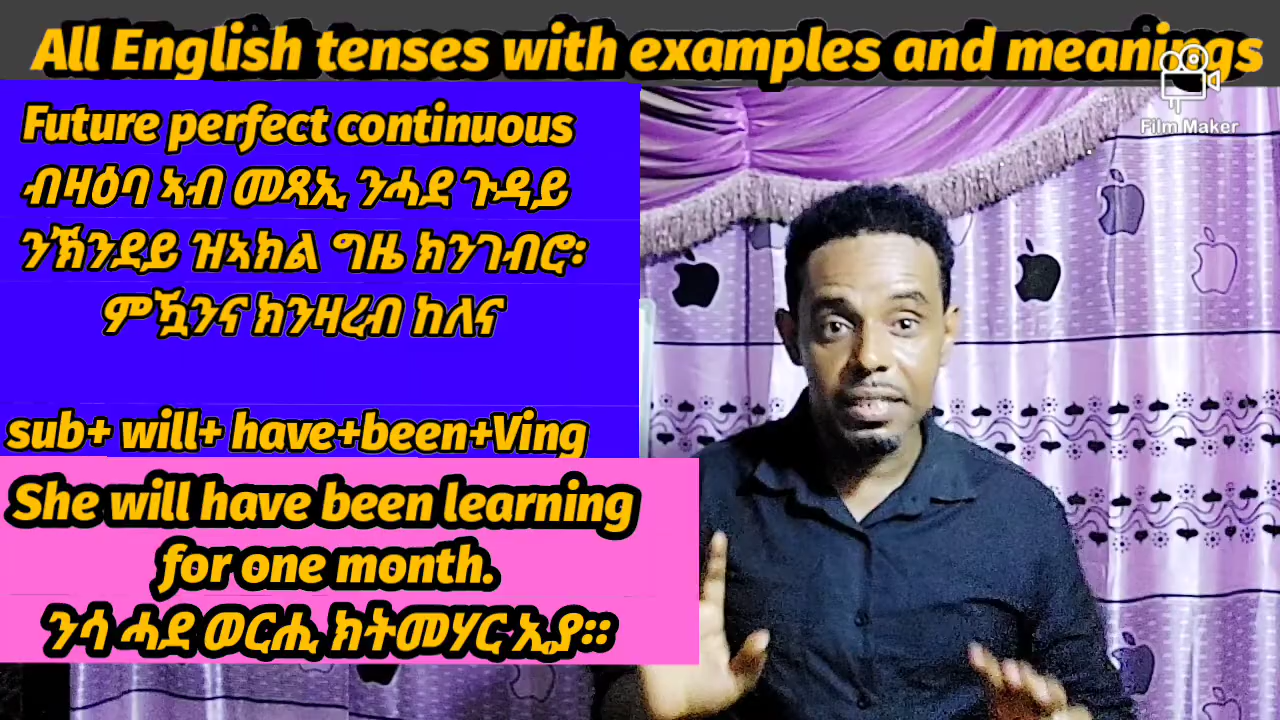 All English tenses with examples and meanings
Film Maker
Future perfect continuous
ብዛዕባ ኣብ መጻኢ ንሓደ ጉዳይ
ንኽንደይ ዝኣክል ግዜ ክንገብሮ፡
ምዃንና ክንዛረብ ከለና
sub+ will+ have+been+Ving
She will have been learning
for one month.
ንሳ ሓደ ወርሒ ክትመሃር ኢያ።